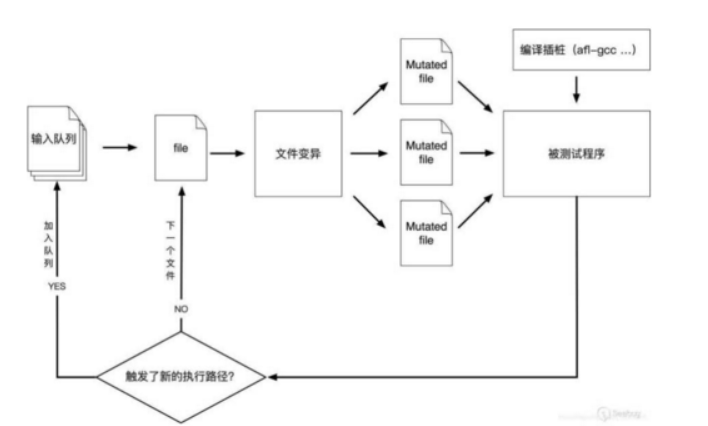 编译插桩（afl-gcc ...）
Mutated
file
输入队列
file
文件变异
Mutated
file
被测试程序
Mutated
file
加
入
队
列
YES
下
一
个
文
件
NO
触发了新的执行路径?
Seebug